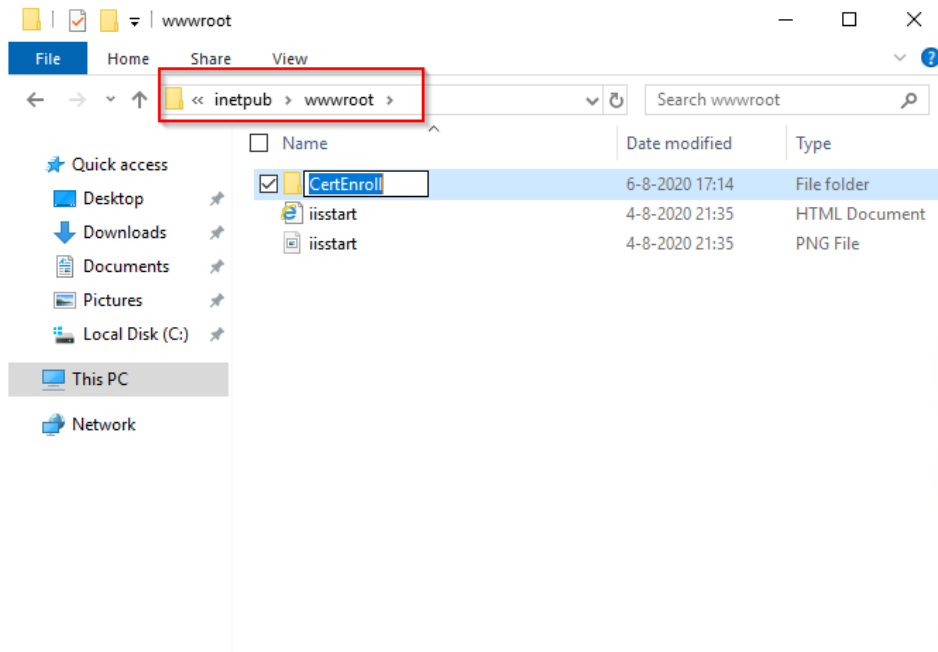 wwwroot
File Home Share View ?
« inetpub > wwwroot > Search wwwroot
Name Date modified Type
Quick access
Desktop
Downloads
Documents
Pictures
Local Disk (C:)
This PC
Network
CertEnroll 6-8-2020 17:14 File folder
iisstart 4-8-2020 21:35 HTML Document
iisstart 4-8-2020 21:35 PNG File